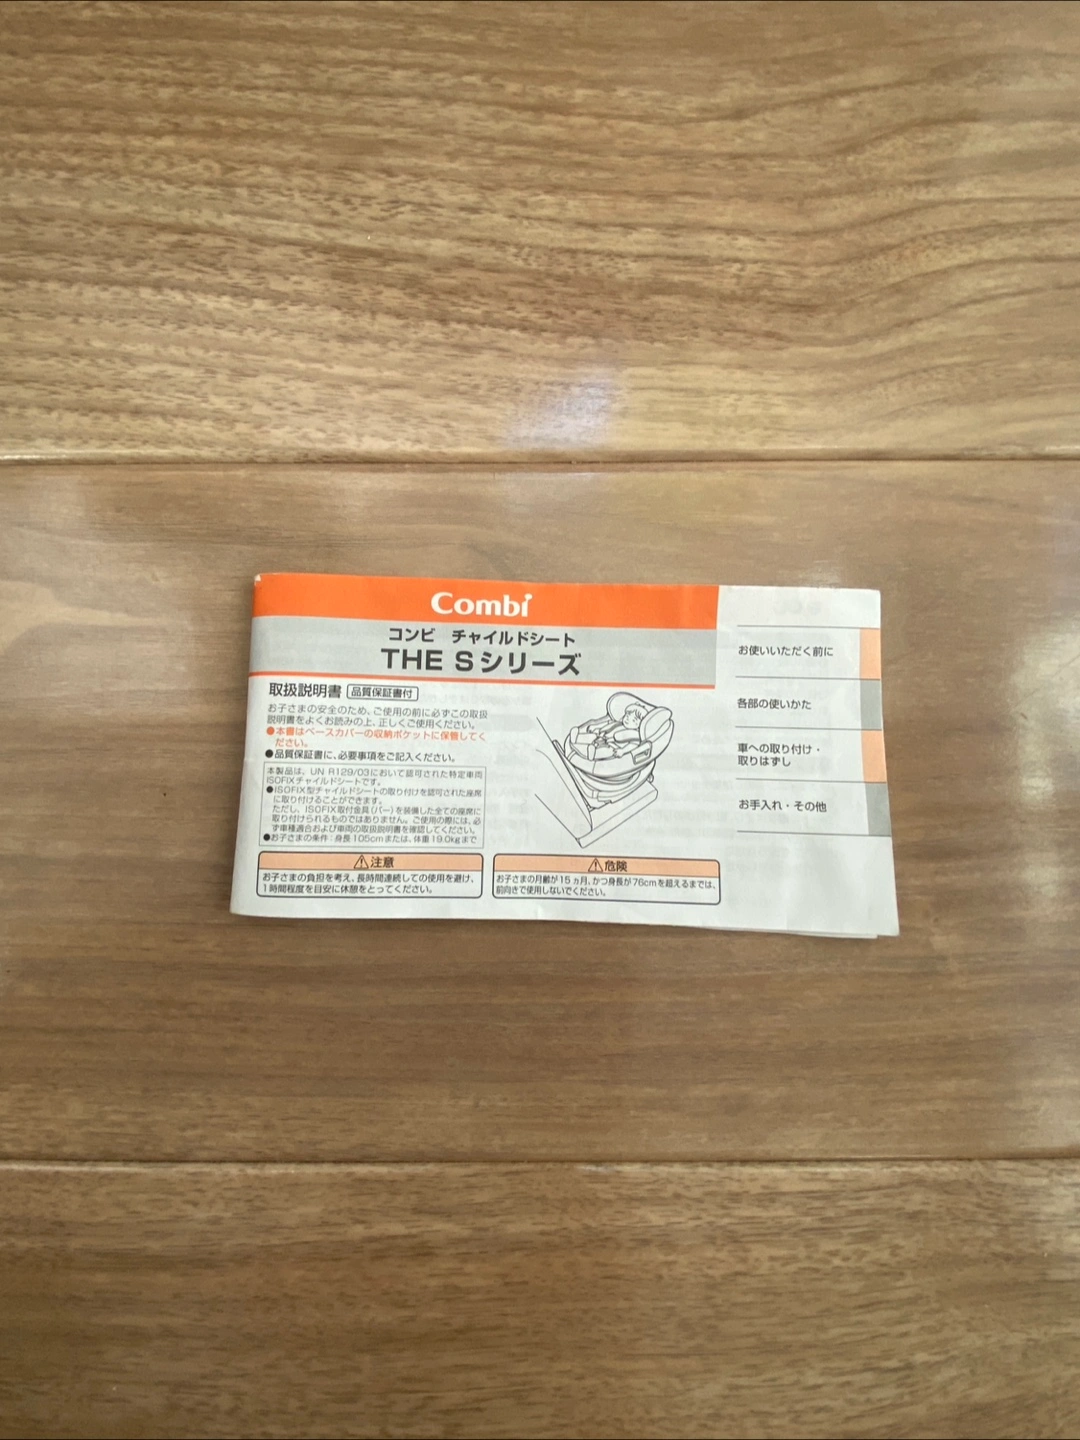 Combi
コンビ チャイルドシート
THE Sシリーズ
取扱説明書 品質保証書付
お子さまの安全のため、ご使用の前に必ずこの取扱
説明書をよくお読みの上、正しくご使用ください。
●本書はベースカバーの収納ポケットに保管してく
ださい。
●品質保証書に、必要事項をご記入ください。
本製品は、UN R129/03において認可された特定車両
ISOFIXチャイルドシートです。
●ISOFIX型チャイルドシートの取り付けを認可された座席
に取り付けることができます。
ただし、ISOFIX取付金具(バー)を装備した全ての座席に
取り付けられるものではありません。ご使用の際には、必
ず車種適合および車両の取扱説明書を確認してください。
●お子さまの条件:身長105cmまたは、体重19.0kgまで
⚠注意
お子さまの負担を考え、長時間連続しての使用を避け、
1時間程度を目安に休憩をとってください。
⚠危険
お子さまの月齢が15ヵ月、かつ身長が76cmを超えるまでは、
前向きで使用しないでください。
お使いいただく前に
各部の使いかた
車への取り付け・
取りはずし
お手入れ・その他